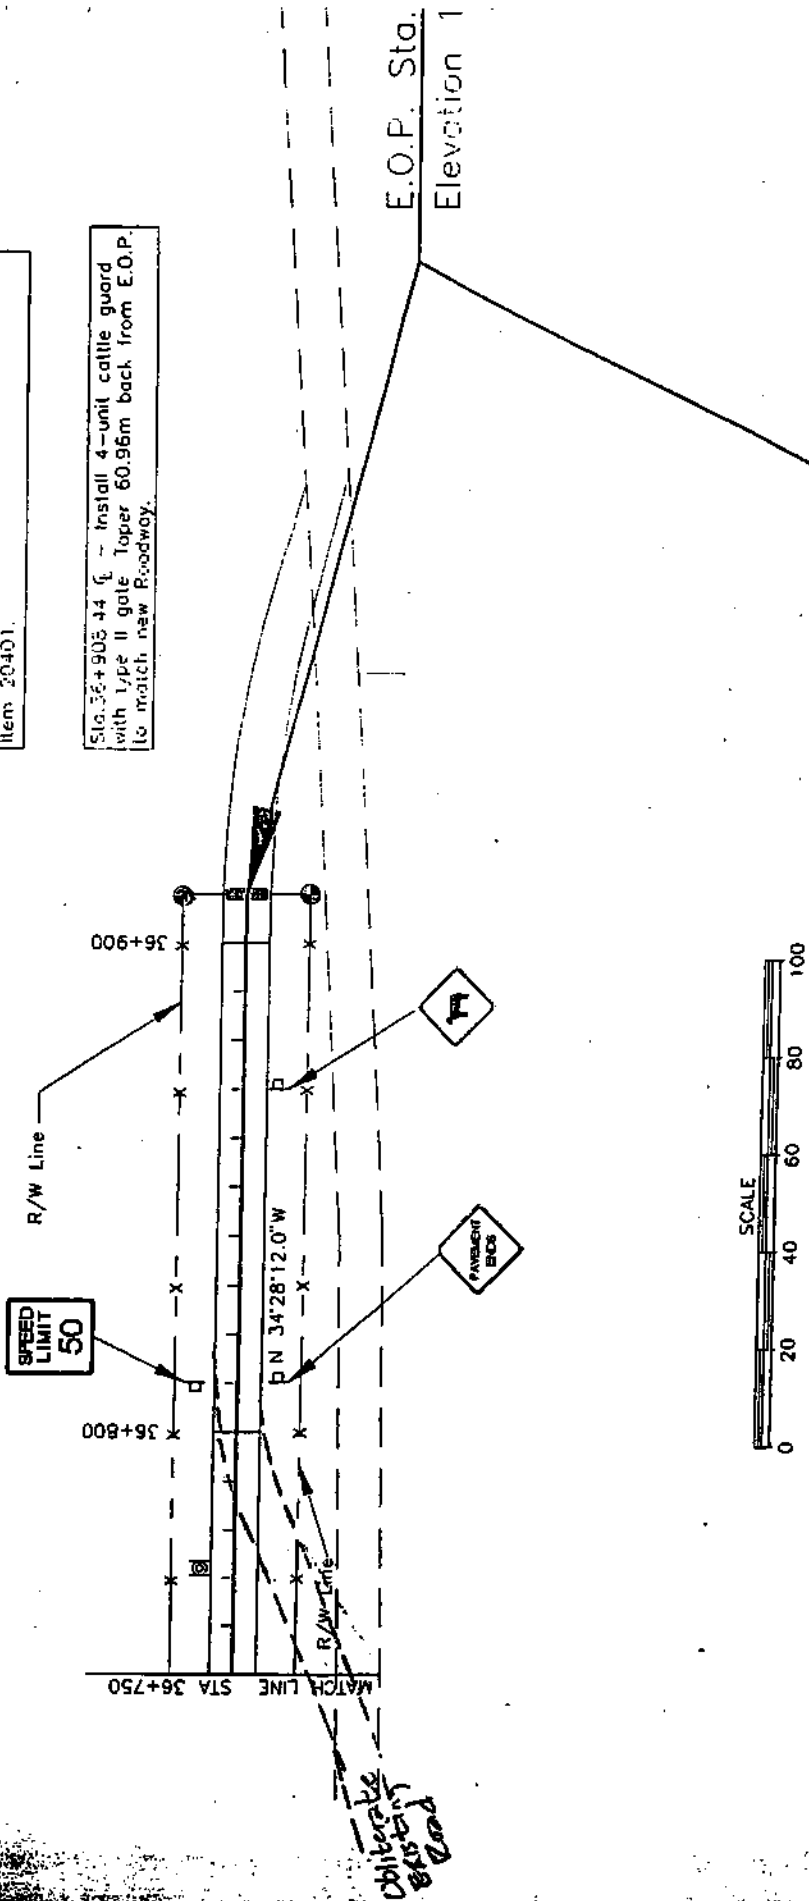 Item 20401.
Sta. 36+908.44 ℄ - Install 4-unit cattle guard
with type II gate Taper 60.96m back from E.O.P.
to match new Roadway.
E.O.P. Sta.
Elevation 1
R/W Line
SPEED
LIMIT
50
36+900
36+800
N 34°28'12.0"W
PAVEMENT
ENDS
R/W Line
MATCH LINE STA 36+750
Obliterate
Existing
Road
SCALE
0 20 40 60 80 100